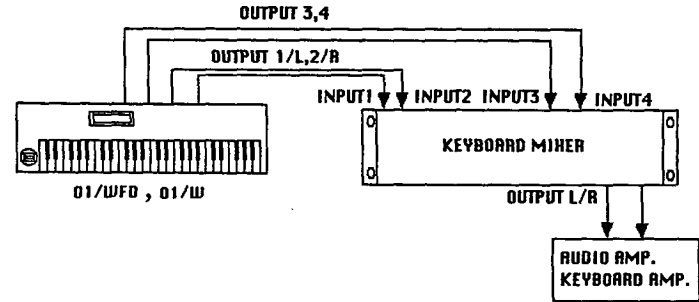 OUTPUT 3,4
OUTPUT 1/L,2/R
INPUT1 INPUT2 INPUT3 INPUT4
KEYBOARD MIXER
01/WFD , 01/W
OUTPUT L/R
AUDIO AMP.
KEYBOARD AMP.